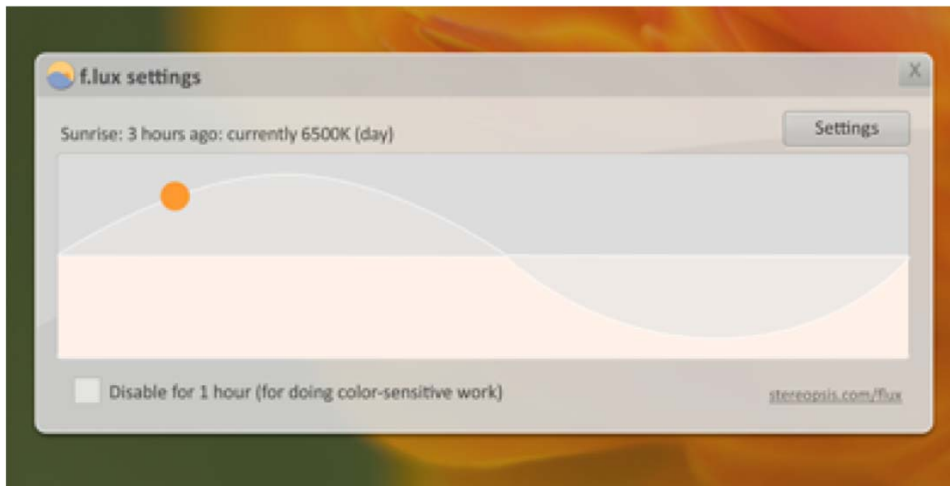 f.lux settings
X
Sunrise: 3 hours ago: currently 6500K (day)
Settings
Disable for 1 hour (for doing color-sensitive work)
stereopsis.com/flux